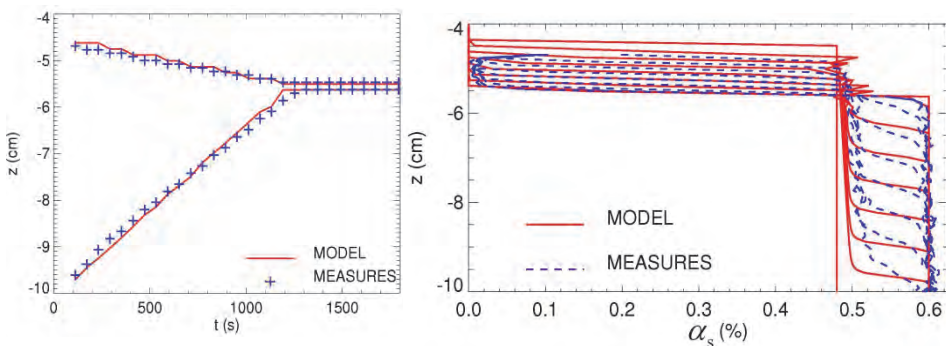 -4
-5
-6
-7
-8
-9
-10
z (cm)
0
500
1000
1500
t (s)
MODEL
MEASURES
-4
-6
-8
-10
z (cm)
0.0
0.1
0.2
0.3
0.4
0.5
0.6
αs (%)
MODEL
MEASURES